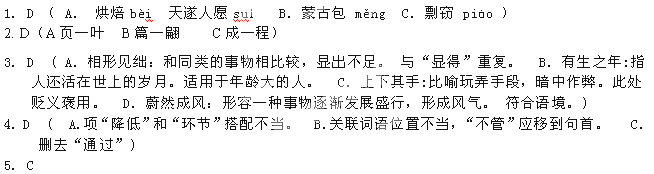 1. D （ A. 烘焙 bèi 天遂人愿 suì B. 蒙古包 měng C. 剽窃 piáo ）
2. D（A 页一叶 B 篇一翩 C 成一程）
3. D （ A. 相形见绌：和同类的事物相比较，显出不足。 与“显得”重复。 B. 有生之年:指
人还活在世上的岁月。适用于年龄大的人。 C. 上下其手:比喻玩弄手段，暗中作弊。此处
贬义褒用。 D. 蔚然成风：形容一种事物逐渐发展盛行，形成风气。 符合语境。）
4. D （ A.项“降低”和“环节”搭配不当。 B.关联词语位置不当，“不管”应移到句首。 C.
删去“通过”）
5. C